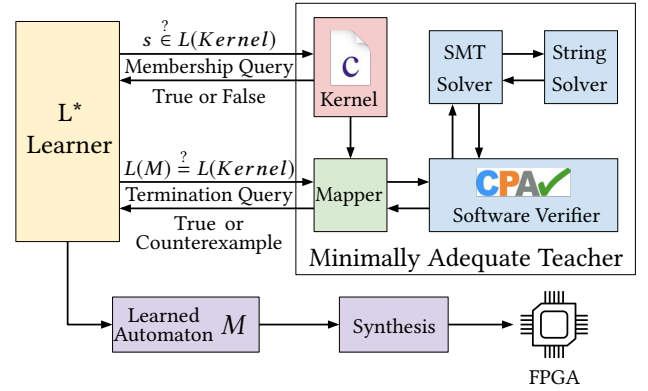 L*
Learner
s ?∈ L(Kernel)
Membership Query
True or False
C
Kernel
SMT
Solver
String
Solver
L(M) ?= L(Kernel)
Termination Query
True or
Counterexample
Mapper
CPA
Software Verifier
Minimally Adequate Teacher
Learned
Automaton M
Synthesis
FPGA